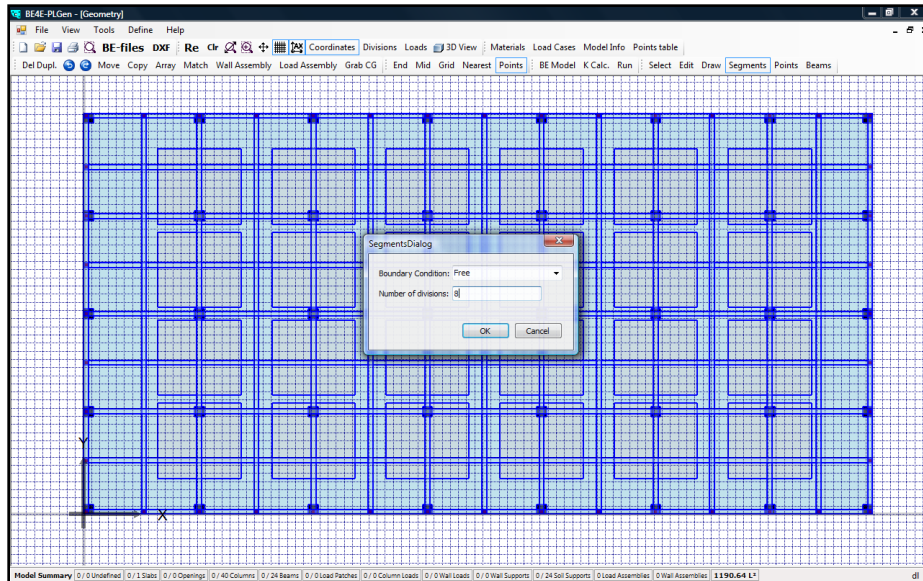 BE4E-PLGen - [Geometry]
File View Tools Define Help
BE-files DXF Re Clr Coordinates Divisions Loads 3D View Materials Load Cases Model Info Points table
Del Dupl. Move Copy Array Match Wall Assembly Load Assembly Grab CG End Mid Grid Nearest Points BE Model K Calc. Run Select Edit Draw Segments Points Beams
SegmentsDialog
Boundary Condition: Free
Number of divisions: 8
OK Cancel
Y
X
Model Summary 0 / 0 Undefined 0 / 1 Slabs 0 / 0 Openings 0 / 40 Columns 0 / 24 Beams 0 / 0 Load Patches 0 / 0 Column Loads 0 / 0 Wall Loads 0 / 0 Wall Supports 0 / 24 Soil Supports 0 Load Assemblies 0 Wall Assemblies 1190.64 L² dl